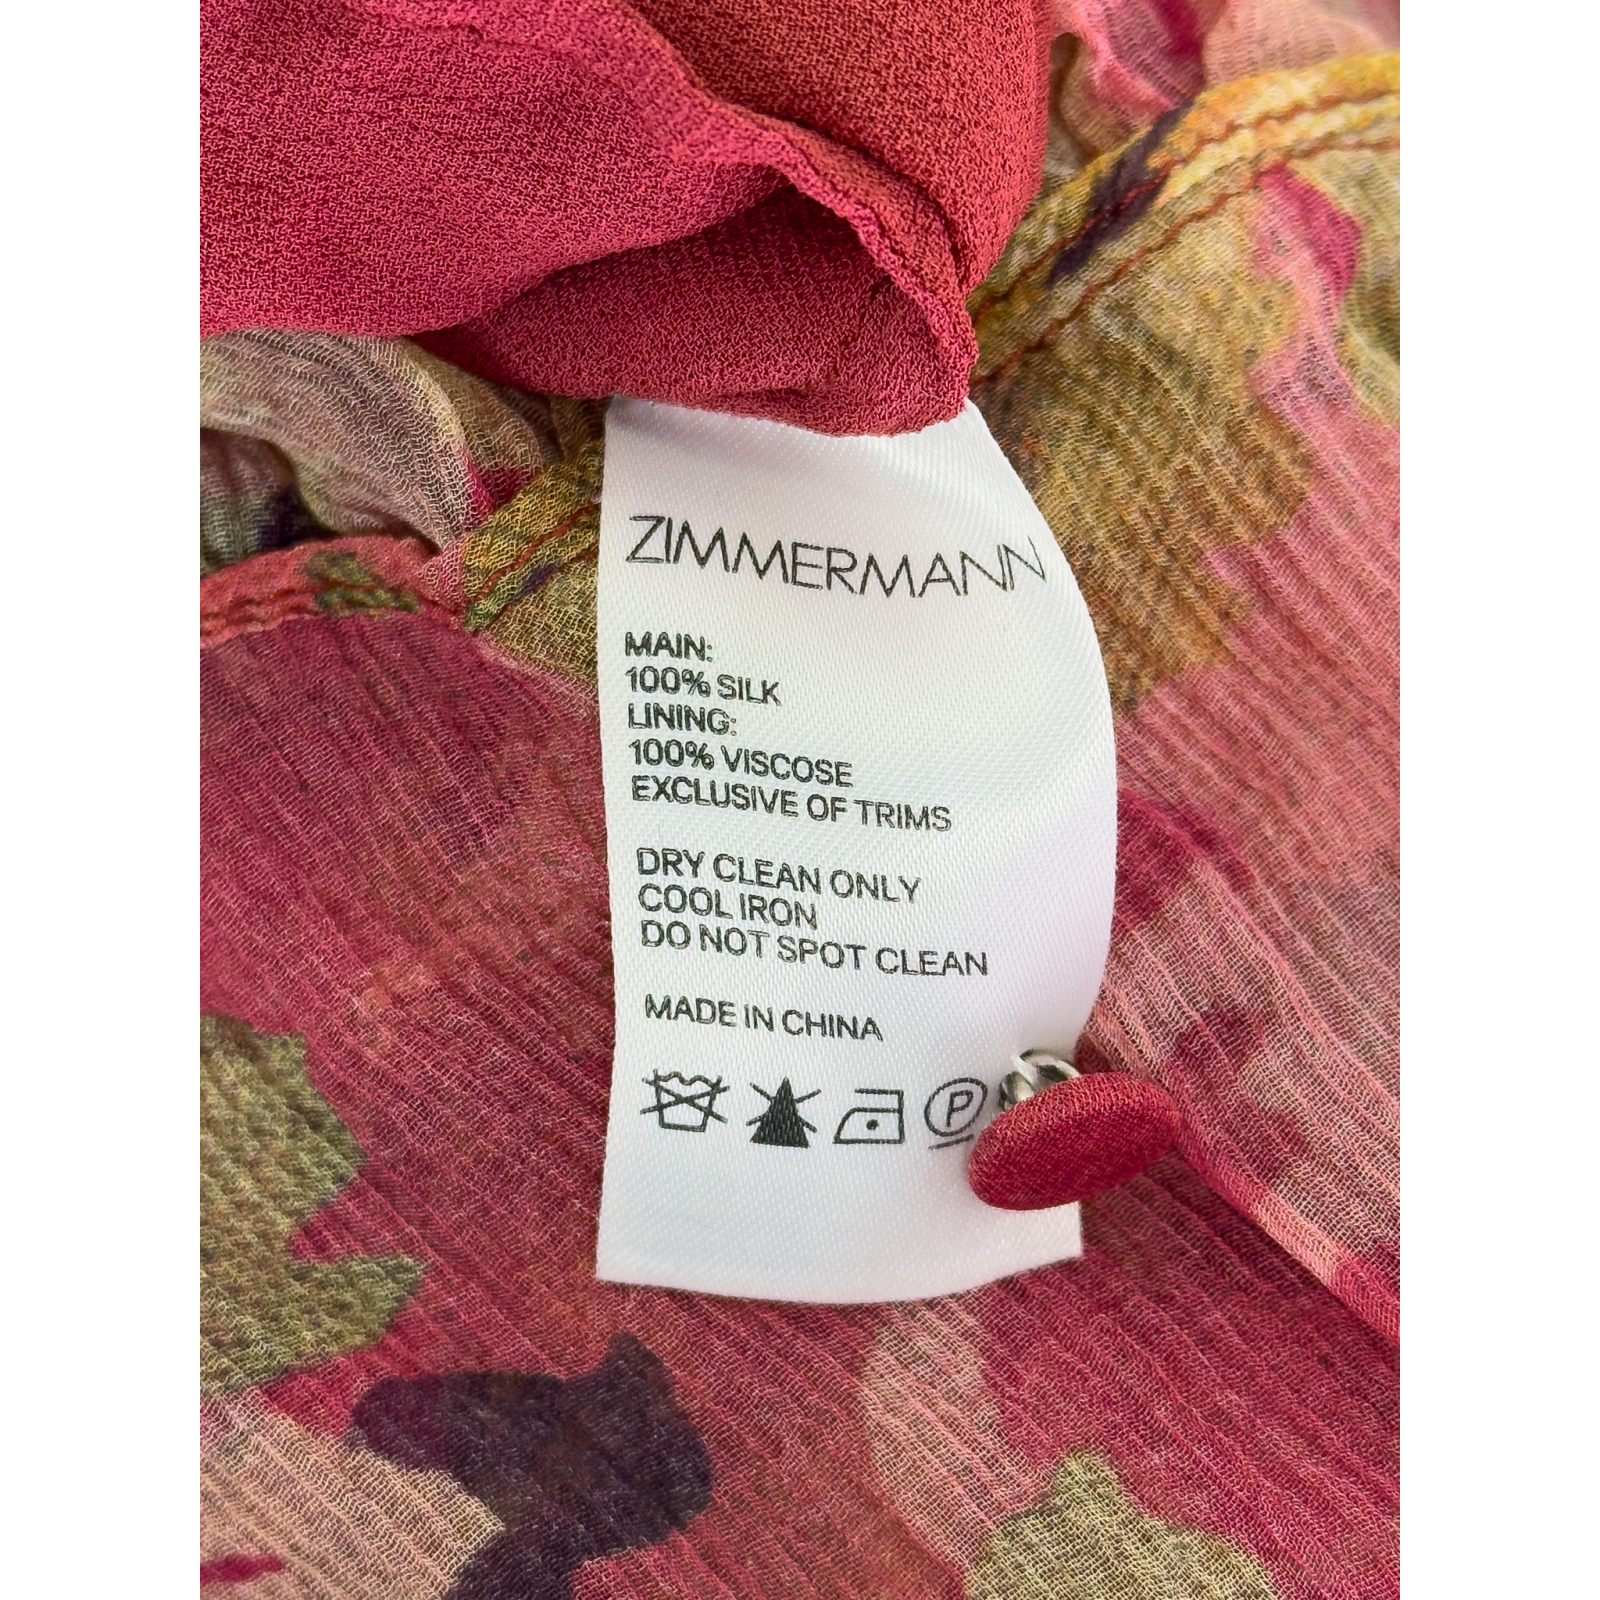 ZIMMERMANN
MAIN:
100% SILK
LINING:
100% VISCOSE
EXCLUSIVE OF TRIMS
DRY CLEAN ONLY
COOL IRON
DO NOT SPOT CLEAN
MADE IN CHINA
P